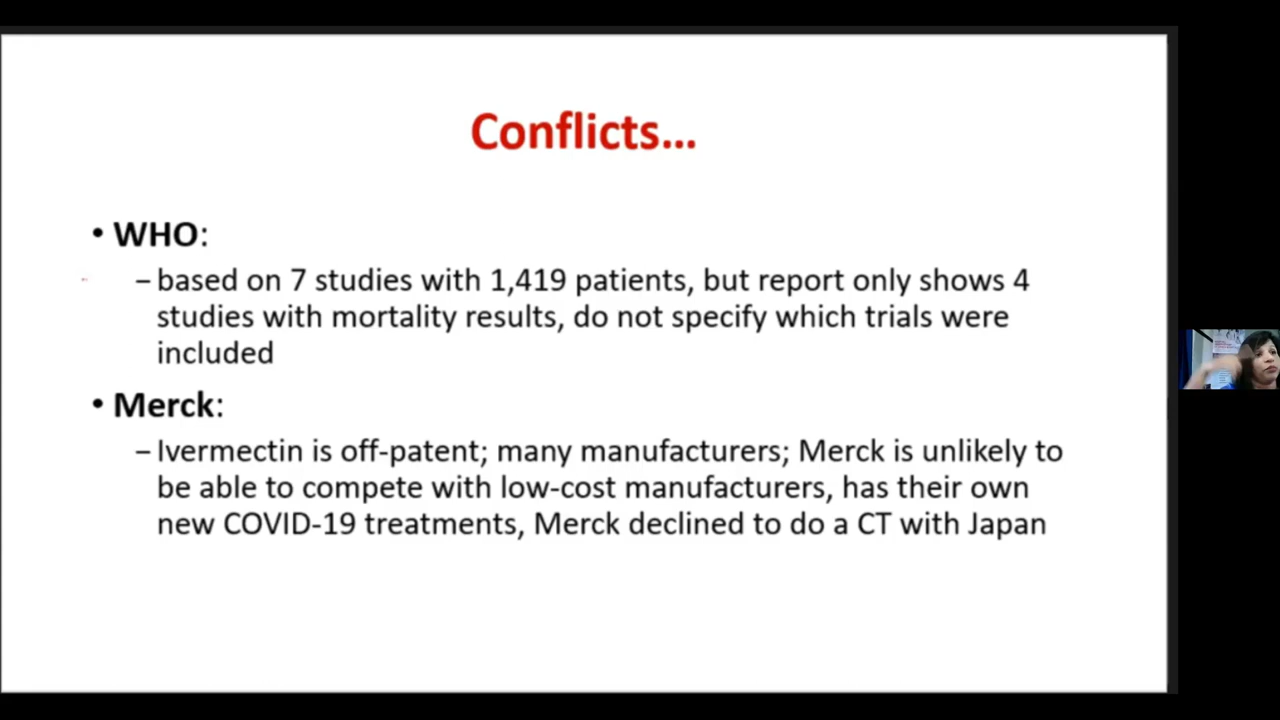 Conflicts...
• WHO:
– based on 7 studies with 1,419 patients, but report only shows 4
studies with mortality results, do not specify which trials were
included
• Merck:
– Ivermectin is off-patent; many manufacturers; Merck is unlikely to
be able to compete with low-cost manufacturers, has their own
new COVID-19 treatments, Merck declined to do a CT with Japan